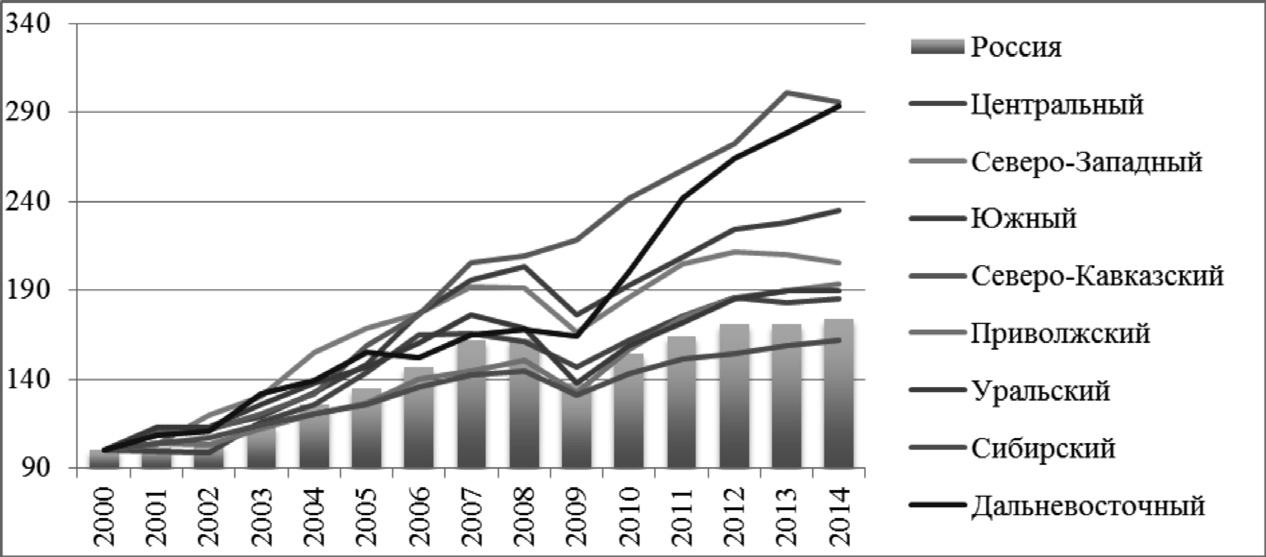 340
290
240
190
140
90
2000
2001
2002
2003
2004
2005
2006
2007
2008
2009
2010
2011
2012
2013
2014
Россия
Центральный
Северо-Западный
Южный
Северо-Кавказский
Приволжский
Уральский
Сибирский
Дальневосточный